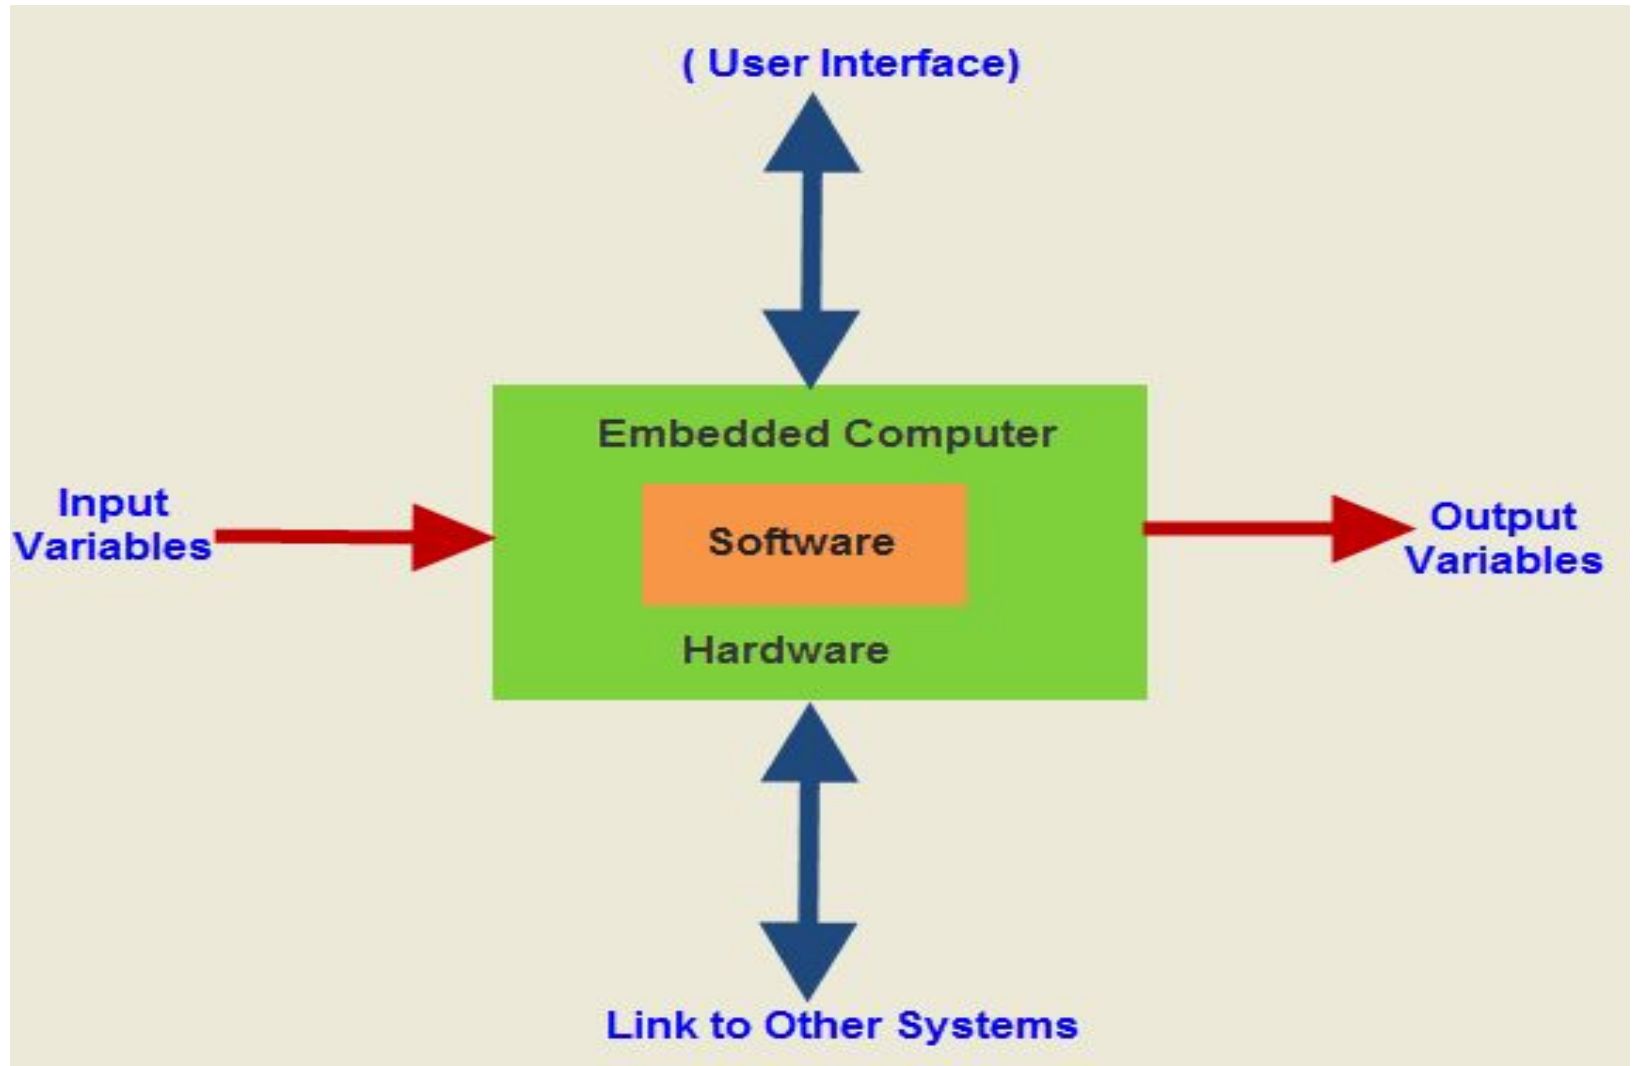 ( User Interface)
Embedded Computer
Input
Variables
Software
Output
Variables
Hardware
Link to Other Systems